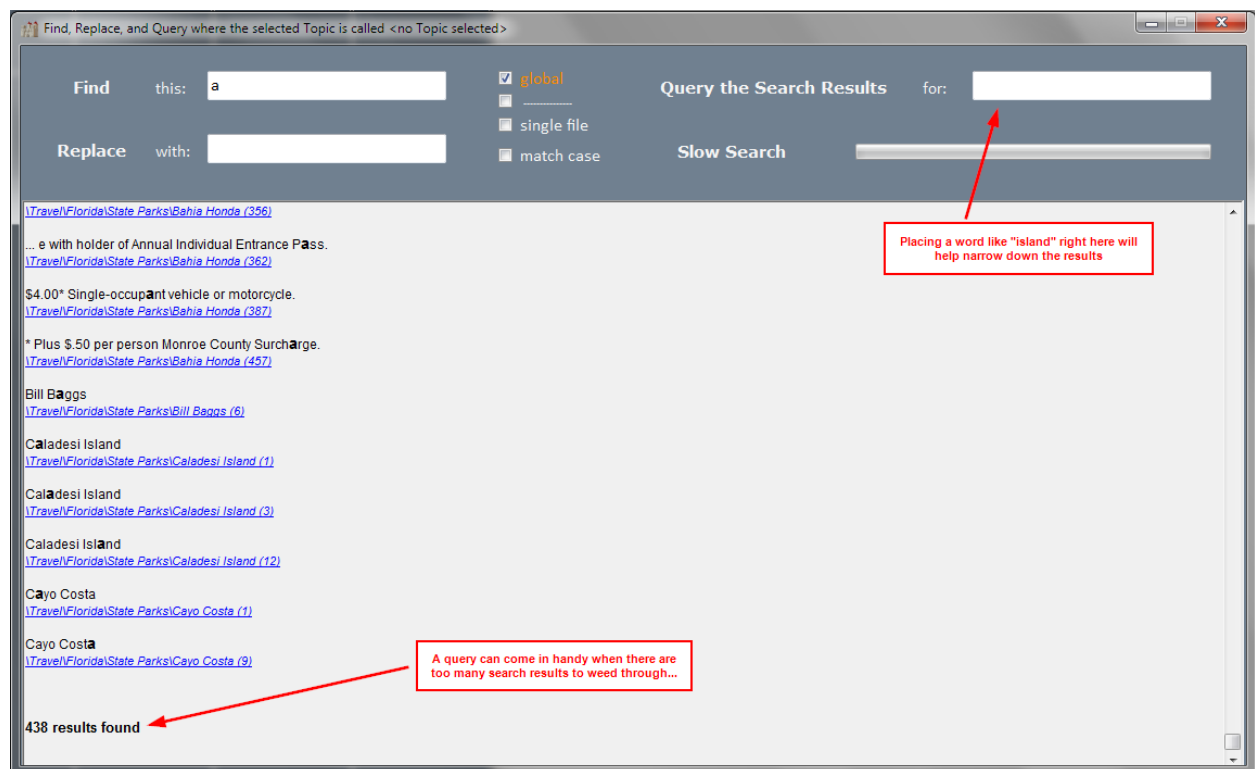 Find, Replace, and Query where the selected Topic is called <no Topic selected>
Find this: a
global
Query the Search Results for:
single file
Replace with:
match case
Slow Search
\Travel\Florida\State Parks\Bahia Honda (356)
... e with holder of Annual Individual Entrance Pass.
\Travel\Florida\State Parks\Bahia Honda (362)
Placing a word like "island" right here will
help narrow down the results
$4.00* Single-occupant vehicle or motorcycle.
\Travel\Florida\State Parks\Bahia Honda (387)
* Plus $.50 per person Monroe County Surcharge.
\Travel\Florida\State Parks\Bahia Honda (457)
Bill Baggs
\Travel\Florida\State Parks\Bill Baggs (6)
Caladesi Island
\Travel\Florida\State Parks\Caladesi Island (1)
Caladesi Island
\Travel\Florida\State Parks\Caladesi Island (3)
Caladesi Island
\Travel\Florida\State Parks\Caladesi Island (12)
Cayo Costa
\Travel\Florida\State Parks\Cayo Costa (1)
Cayo Costa
\Travel\Florida\State Parks\Cayo Costa (9)
A query can come in handy when there are
too many search results to weed through...
438 results found